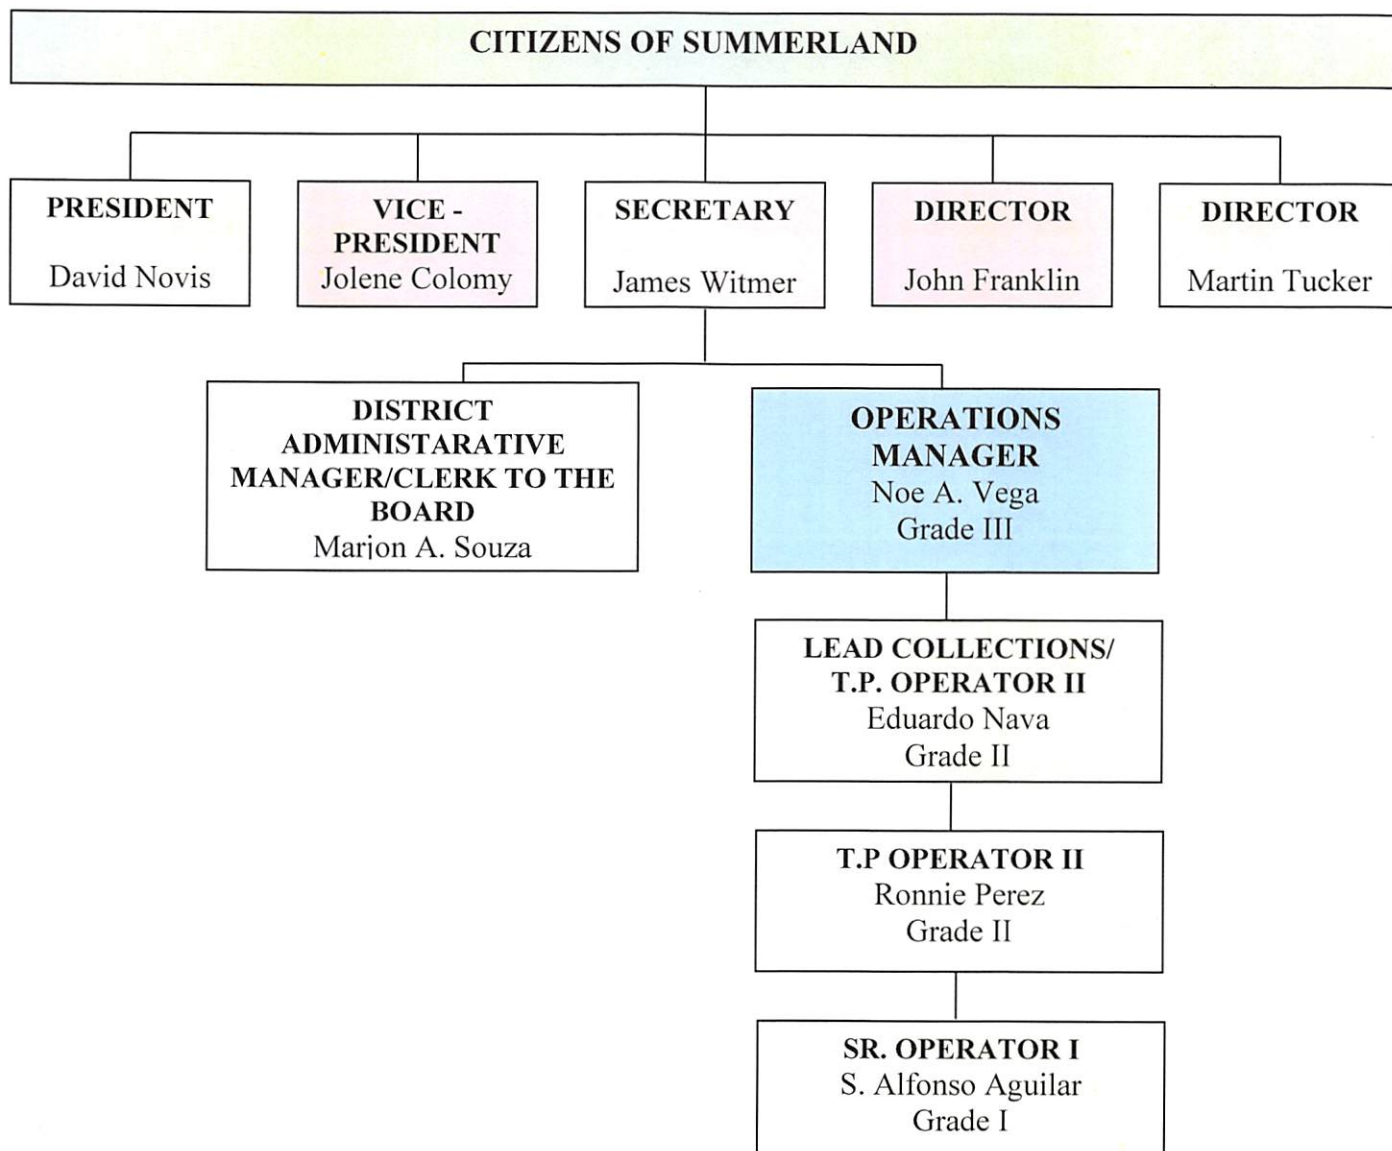 CITIZENS OF SUMMERLAND
PRESIDENT
David Novis
VICE -
PRESIDENT
Jolene Colomy
SECRETARY
James Witmer
DIRECTOR
John Franklin
DIRECTOR
Martin Tucker
DISTRICT
ADMINISTARATIVE
MANAGER/CLERK TO THE
BOARD
Marjon A. Souza
OPERATIONS
MANAGER
Noe A. Vega
Grade III
LEAD COLLECTIONS/
T.P. OPERATOR II
Eduardo Nava
Grade II
T.P OPERATOR II
Ronnie Perez
Grade II
SR. OPERATOR I
S. Alfonso Aguilar
Grade I